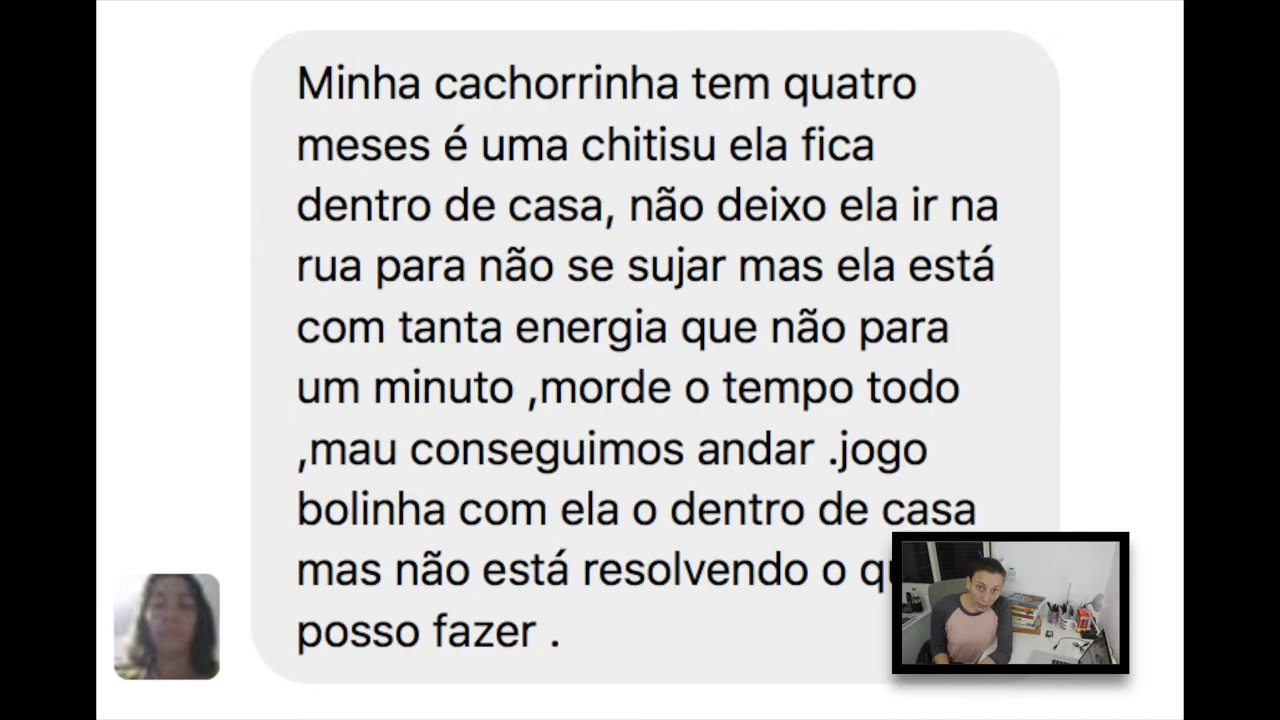 Minha cachorrinha tem quatro
meses é uma chitisu ela fica
dentro de casa, não deixo ela ir na
rua para não se sujar mas ela está
com tanta energia que não para
um minuto ,morde o tempo todo
,mau conseguimos andar .jogo
bolinha com ela o dentro de casa
mas não está resolvendo o
posso fazer .